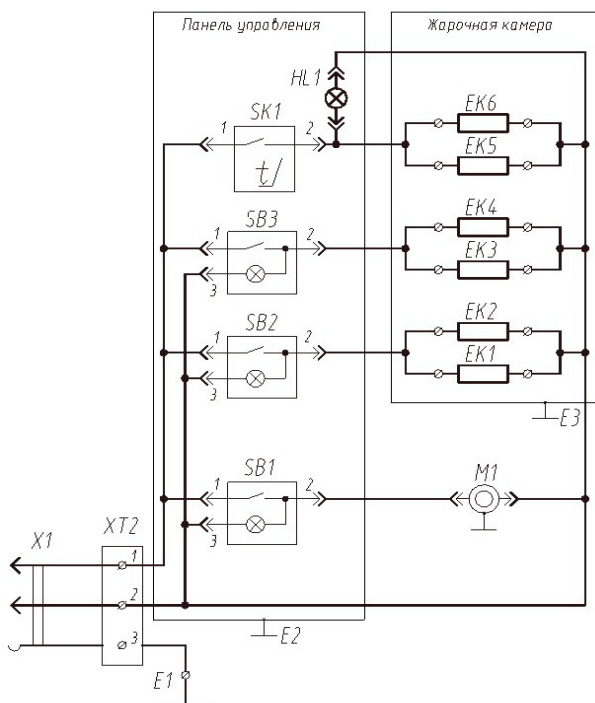 Панель управления
Жарочная камера
HL1
SK1
1
2
EK6
EK5
SB3
1
2
3
EK4
EK3
SB2
1
2
3
EK2
EK1
E3
SB1
1
2
3
M1
X1
XT2
1
2
3
E2
E1